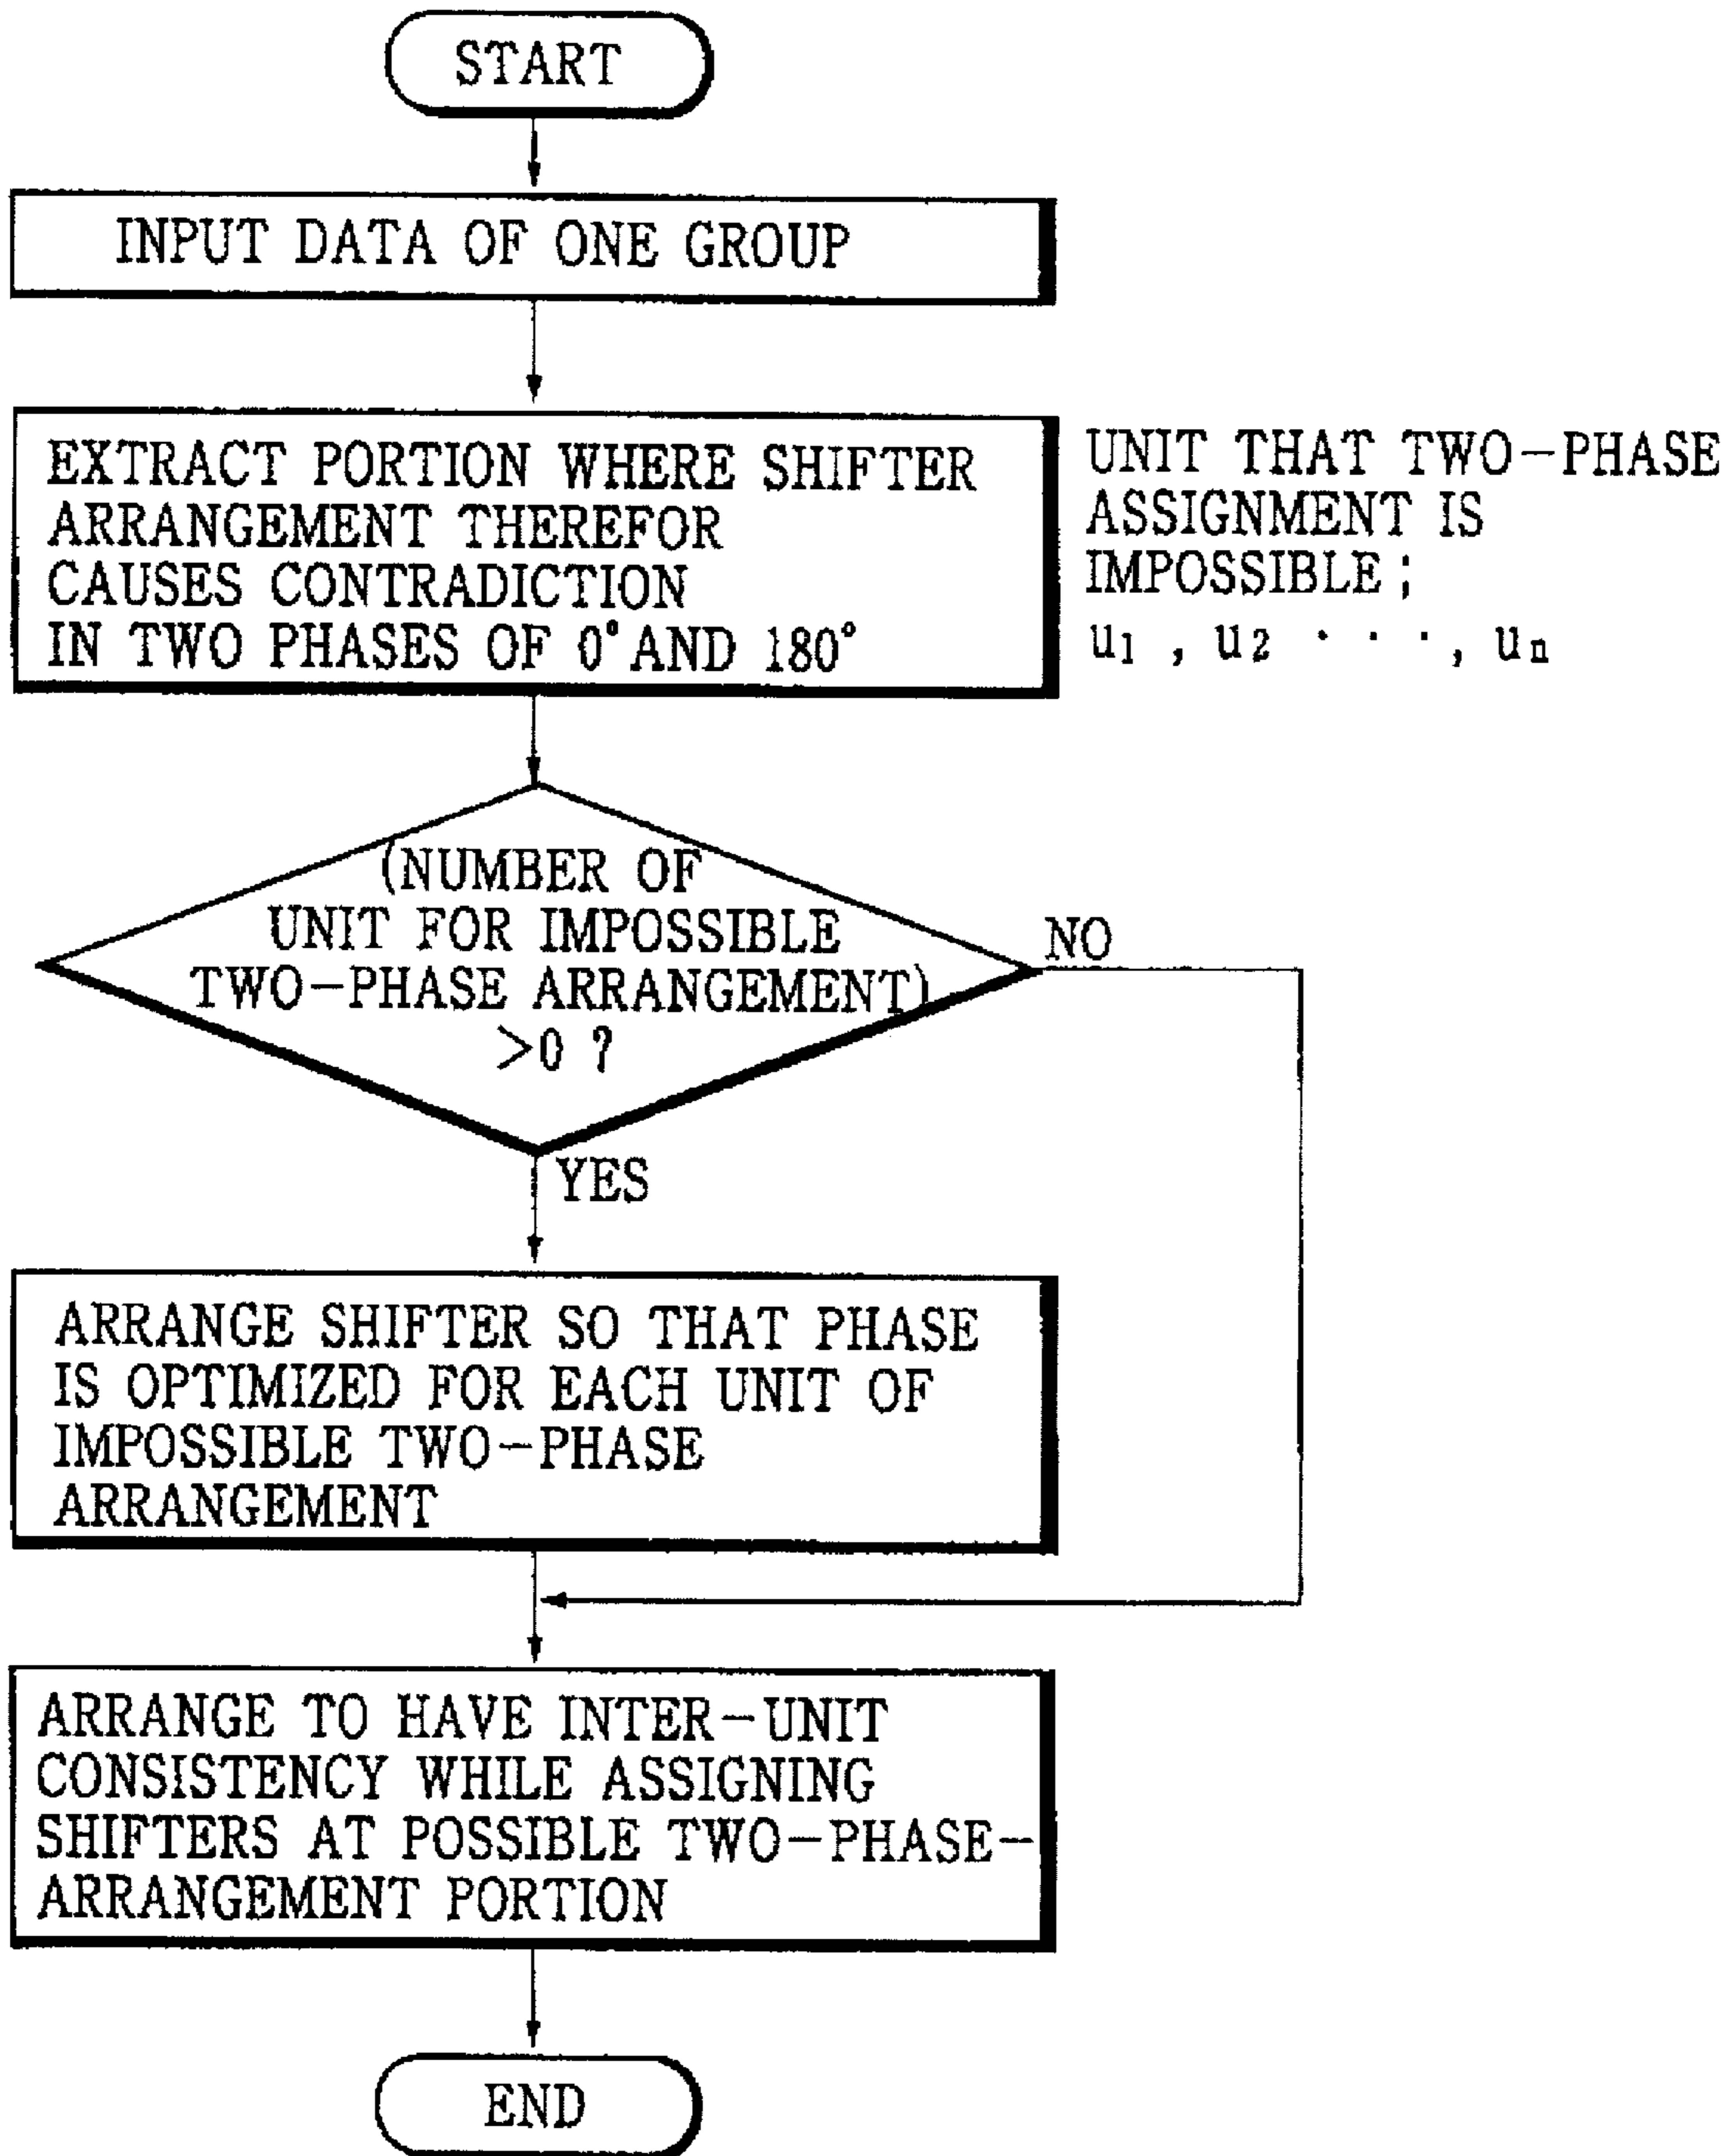 START
INPUT DATA OF ONE GROUP
EXTRACT PORTION WHERE SHIFTER
ARRANGEMENT THEREFOR
CAUSES CONTRADICTION
IN TWO PHASES OF 0° AND 180°
UNIT THAT TWO-PHASE
ASSIGNMENT IS
IMPOSSIBLE;
u1 , u2 · · ·, un
(NUMBER OF
UNIT FOR IMPOSSIBLE
TWO-PHASE ARRANGEMENT)
>0 ?
NO
YES
ARRANGE SHIFTER SO THAT PHASE
IS OPTIMIZED FOR EACH UNIT OF
IMPOSSIBLE TWO-PHASE
ARRANGEMENT
ARRANGE TO HAVE INTER-UNIT
CONSISTENCY WHILE ASSIGNING
SHIFTERS AT POSSIBLE TWO-PHASE-
ARRANGEMENT PORTION
END